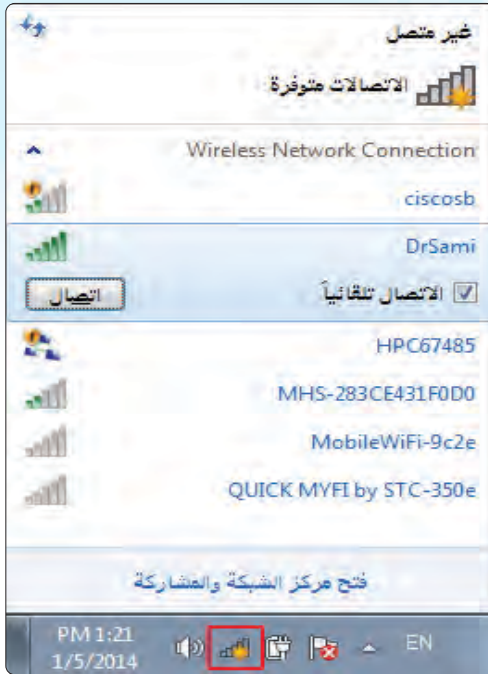 غير متصل
الاتصالات متوفرة
Wireless Network Connection
ciscosb
DrSami
الاتصال تلقائياً
اتصال
HPC67485
MHS-283CE431F0D0
MobileWiFi-9c2e
QUICK MYFI by STC-350e
فتح مركز الشبكة والمشاركة
EN
PM 1:21
1/5/2014